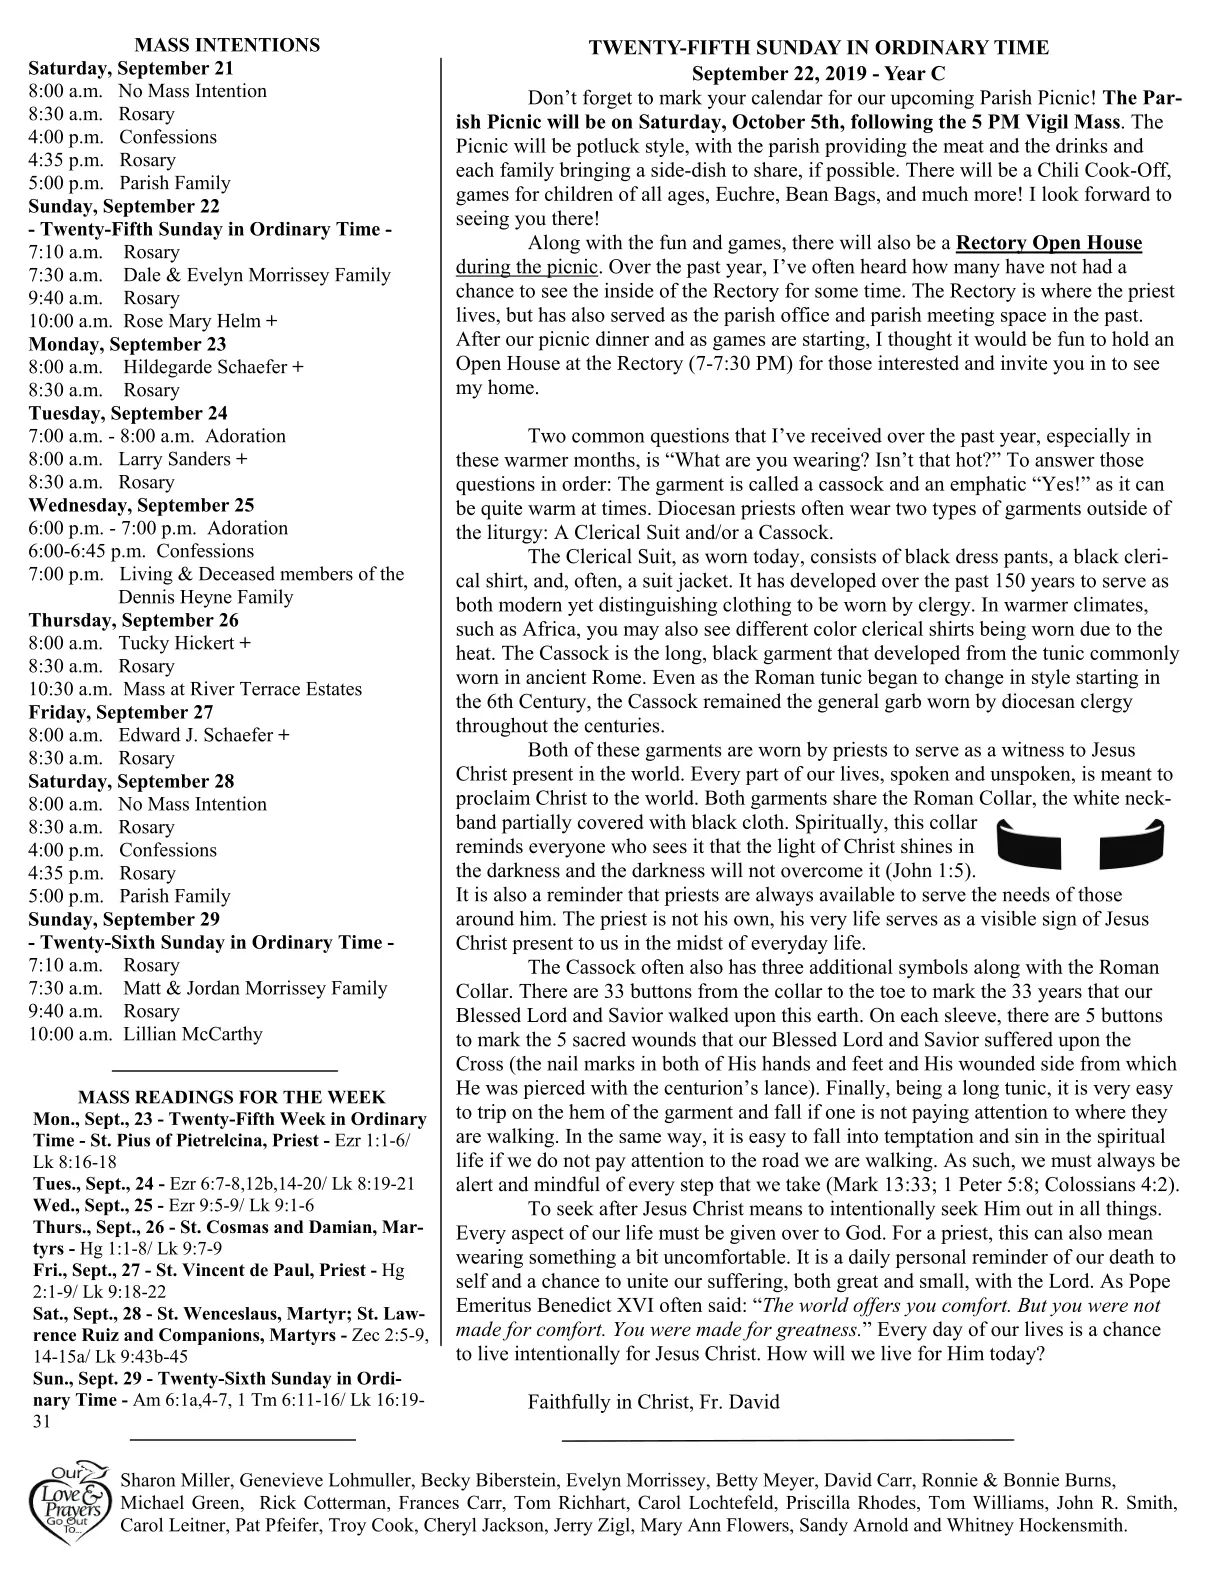 MASS INTENTIONS
Saturday, September 21
8:00 a.m. No Mass Intention
8:30 a.m. Rosary
4:00 p.m. Confessions
4:35 p.m. Rosary
5:00 p.m. Parish Family
Sunday, September 22
- Twenty-Fifth Sunday in Ordinary Time -
7:10 a.m. Rosary
7:30 a.m. Dale & Evelyn Morrissey Family
9:40 a.m. Rosary
10:00 a.m. Rose Mary Helm +
Monday, September 23
8:00 a.m. Hildegarde Schaefer +
8:30 a.m. Rosary
Tuesday, September 24
7:00 a.m. - 8:00 a.m. Adoration
8:00 a.m. Larry Sanders +
8:30 a.m. Rosary
Wednesday, September 25
6:00 p.m. - 7:00 p.m. Adoration
6:00-6:45 p.m. Confessions
7:00 p.m. Living & Deceased members of the
Dennis Heyne Family
Thursday, September 26
8:00 a.m. Tucky Hickert +
8:30 a.m. Rosary
10:30 a.m. Mass at River Terrace Estates
Friday, September 27
8:00 a.m. Edward J. Schaefer +
8:30 a.m. Rosary
Saturday, September 28
8:00 a.m. No Mass Intention
8:30 a.m. Rosary
4:00 p.m. Confessions
4:35 p.m. Rosary
5:00 p.m. Parish Family
Sunday, September 29
- Twenty-Sixth Sunday in Ordinary Time -
7:10 a.m. Rosary
7:30 a.m. Matt & Jordan Morrissey Family
9:40 a.m. Rosary
10:00 a.m. Lillian McCarthy
MASS READINGS FOR THE WEEK
Mon., Sept., 23 - Twenty-Fifth Week in Ordinary
Time - St. Pius of Pietrelcina, Priest - Ezr 1:1-6/
Lk 8:16-18
Tues., Sept., 24 - Ezr 6:7-8,12b,14-20/ Lk 8:19-21
Wed., Sept., 25 - Ezr 9:5-9/ Lk 9:1-6
Thurs., Sept., 26 - St. Cosmas and Damian, Mar-
tyrs - Hg 1:1-8/ Lk 9:7-9
Fri., Sept., 27 - St. Vincent de Paul, Priest - Hg
2:1-9/ Lk 9:18-22
Sat., Sept., 28 - St. Wenceslaus, Martyr; St. Law-
rence Ruiz and Companions, Martyrs - Zec 2:5-9,
14-15a/ Lk 9:43b-45
Sun., Sept. 29 - Twenty-Sixth Sunday in Ordi-
nary Time - Am 6:1a,4-7, 1 Tm 6:11-16/ Lk 16:19-
31
TWENTY-FIFTH SUNDAY IN ORDINARY TIME
September 22, 2019 - Year C
Don’t forget to mark your calendar for our upcoming Parish Picnic! The Par-
ish Picnic will be on Saturday, October 5th, following the 5 PM Vigil Mass. The
Picnic will be potluck style, with the parish providing the meat and the drinks and
each family bringing a side-dish to share, if possible. There will be a Chili Cook-Off,
games for children of all ages, Euchre, Bean Bags, and much more! I look forward to
seeing you there!
Along with the fun and games, there will also be a Rectory Open House
during the picnic. Over the past year, I’ve often heard how many have not had a
chance to see the inside of the Rectory for some time. The Rectory is where the priest
lives, but has also served as the parish office and parish meeting space in the past.
After our picnic dinner and as games are starting, I thought it would be fun to hold an
Open House at the Rectory (7-7:30 PM) for those interested and invite you in to see
my home.
Two common questions that I’ve received over the past year, especially in
these warmer months, is “What are you wearing? Isn’t that hot?” To answer those
questions in order: The garment is called a cassock and an emphatic “Yes!” as it can
be quite warm at times. Diocesan priests often wear two types of garments outside of
the liturgy: A Clerical Suit and/or a Cassock.
The Clerical Suit, as worn today, consists of black dress pants, a black cleri-
cal shirt, and, often, a suit jacket. It has developed over the past 150 years to serve as
both modern yet distinguishing clothing to be worn by clergy. In warmer climates,
such as Africa, you may also see different color clerical shirts being worn due to the
heat. The Cassock is the long, black garment that developed from the tunic commonly
worn in ancient Rome. Even as the Roman tunic began to change in style starting in
the 6th Century, the Cassock remained the general garb worn by diocesan clergy
throughout the centuries.
Both of these garments are worn by priests to serve as a witness to Jesus
Christ present in the world. Every part of our lives, spoken and unspoken, is meant to
proclaim Christ to the world. Both garments share the Roman Collar, the white neck-
band partially covered with black cloth. Spiritually, this collar
reminds everyone who sees it that the light of Christ shines in
the darkness and the darkness will not overcome it (John 1:5).
It is also a reminder that priests are always available to serve the needs of those
around him. The priest is not his own, his very life serves as a visible sign of Jesus
Christ present to us in the midst of everyday life.
The Cassock often also has three additional symbols along with the Roman
Collar. There are 33 buttons from the collar to the toe to mark the 33 years that our
Blessed Lord and Savior walked upon this earth. On each sleeve, there are 5 buttons
to mark the 5 sacred wounds that our Blessed Lord and Savior suffered upon the
Cross (the nail marks in both of His hands and feet and His wounded side from which
He was pierced with the centurion’s lance). Finally, being a long tunic, it is very easy
to trip on the hem of the garment and fall if one is not paying attention to where they
are walking. In the same way, it is easy to fall into temptation and sin in the spiritual
life if we do not pay attention to the road we are walking. As such, we must always be
alert and mindful of every step that we take (Mark 13:33; 1 Peter 5:8; Colossians 4:2).
To seek after Jesus Christ means to intentionally seek Him out in all things.
Every aspect of our life must be given over to God. For a priest, this can also mean
wearing something a bit uncomfortable. It is a daily personal reminder of our death to
self and a chance to unite our suffering, both great and small, with the Lord. As Pope
Emeritus Benedict XVI often said: “The world offers you comfort. But you were not
made for comfort. You were made for greatness.” Every day of our lives is a chance
to live intentionally for Jesus Christ. How will we live for Him today?
Faithfully in Christ, Fr. David
Our
Love &
Prayers
Go Out
To...
Sharon Miller, Genevieve Lohmuller, Becky Biberstein, Evelyn Morrissey, Betty Meyer, David Carr, Ronnie & Bonnie Burns,
Michael Green, Rick Cotterman, Frances Carr, Tom Richhart, Carol Lochtefeld, Priscilla Rhodes, Tom Williams, John R. Smith,
Carol Leitner, Pat Pfeifer, Troy Cook, Cheryl Jackson, Jerry Zigl, Mary Ann Flowers, Sandy Arnold and Whitney Hockensmith.